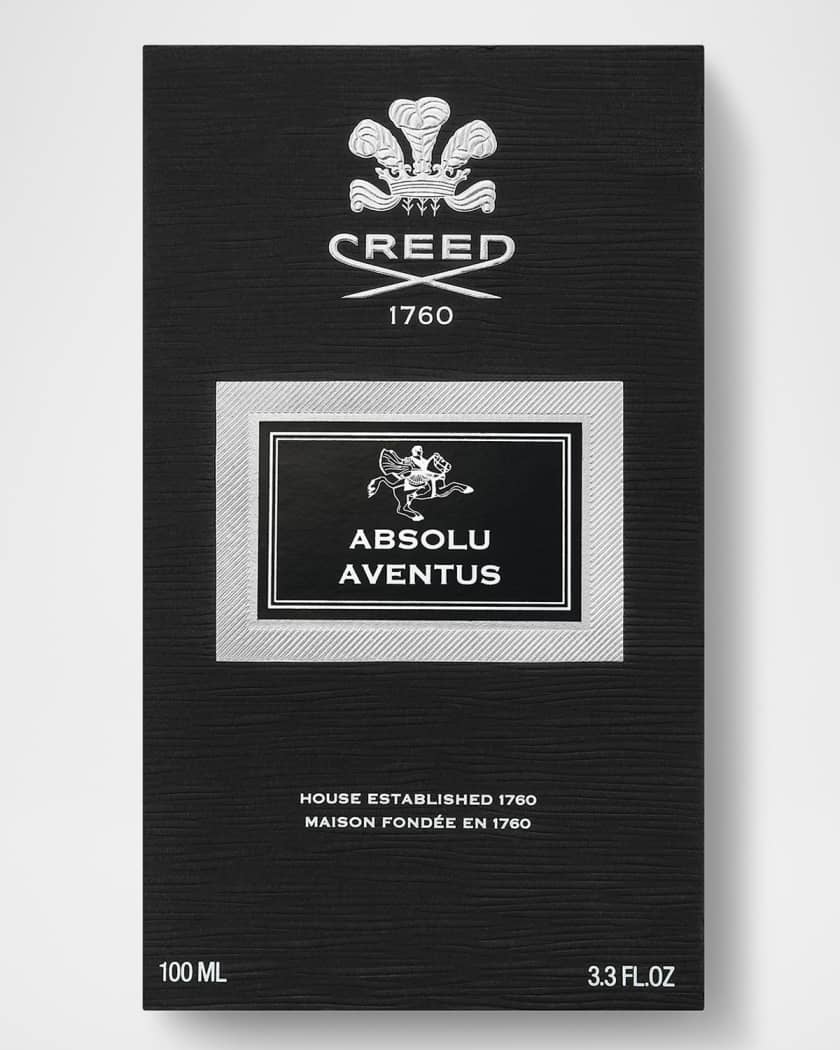 CREED
1760
ABSOLU
AVENTUS
HOUSE ESTABLISHED 1760
MAISON FONDÉE EN 1760
100 ML
3.3 FL.OZ